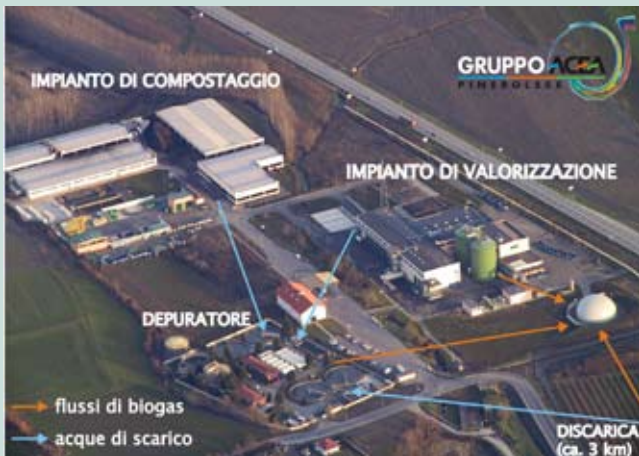 GRUPPO ACEA
PINEROLESE
IMPIANTO DI COMPOSTAGGIO
IMPIANTO DI VALORIZZAZIONE
DEPURATORE
flussi di biogas
acque di scarico
DISCARICA
(ca. 3 km)